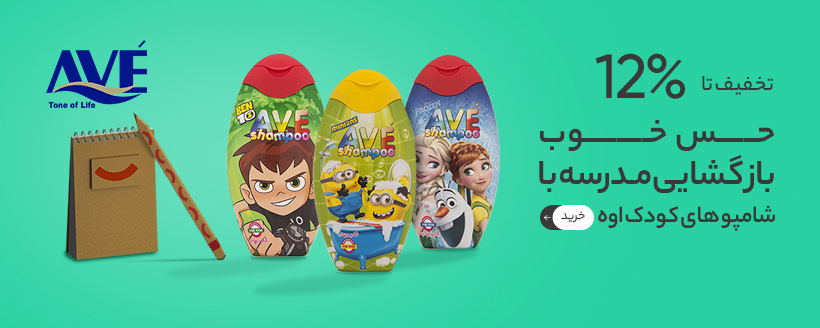 AVÉ
Tone of Life
تخفیف تا 12%
حس خوب
بازگشایی مدرسه با
شامپوهای کودک اوه
خرید
BEN 10
AVÉ
shampoo
minions
AVÉ
shampoo
FROZEN
AVÉ
shampoo